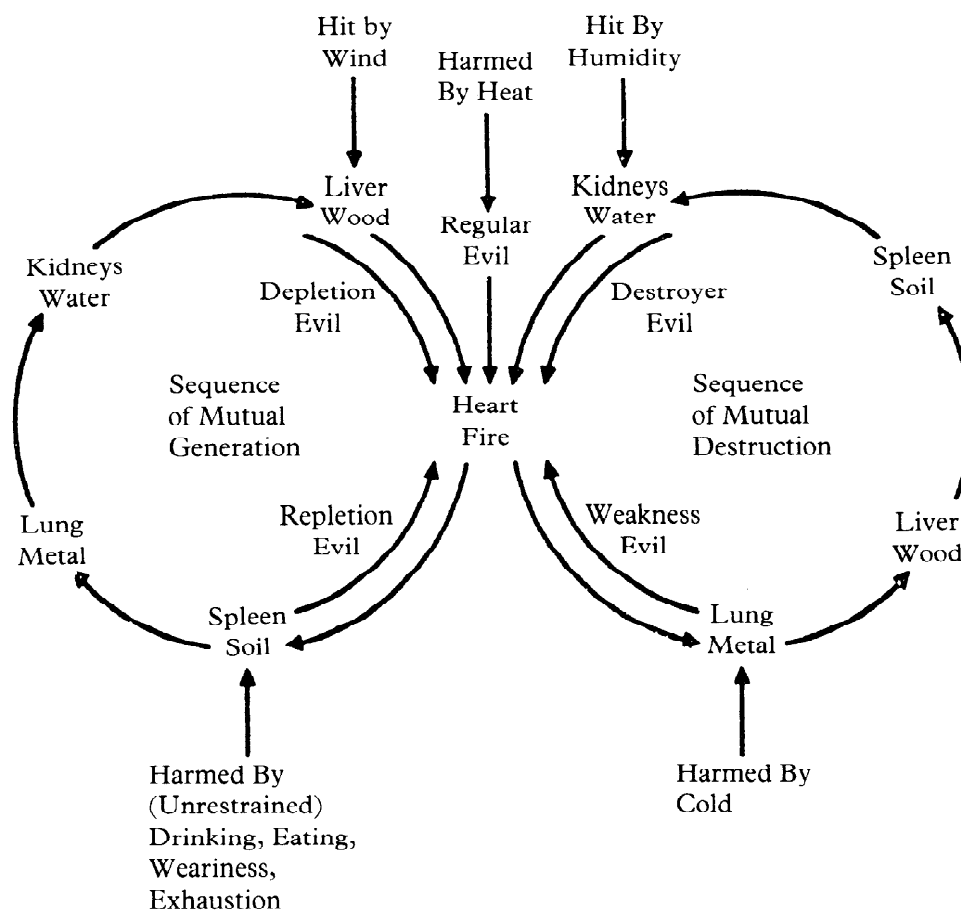 Hit by
Wind
Harmed
By Heat
Hit By
Humidity
Liver
Wood
Regular
Evil
Kidneys
Water
Kidneys
Water
Spleen
Soil
Depletion
Evil
Destroyer
Evil
Sequence
of Mutual
Generation
Heart
Fire
Sequence
of Mutual
Destruction
Lung
Metal
Repletion
Evil
Weakness
Evil
Liver
Wood
Spleen
Soil
Lung
Metal
Harmed By
(Unrestrained)
Drinking, Eating,
Weariness,
Exhaustion
Harmed By
Cold